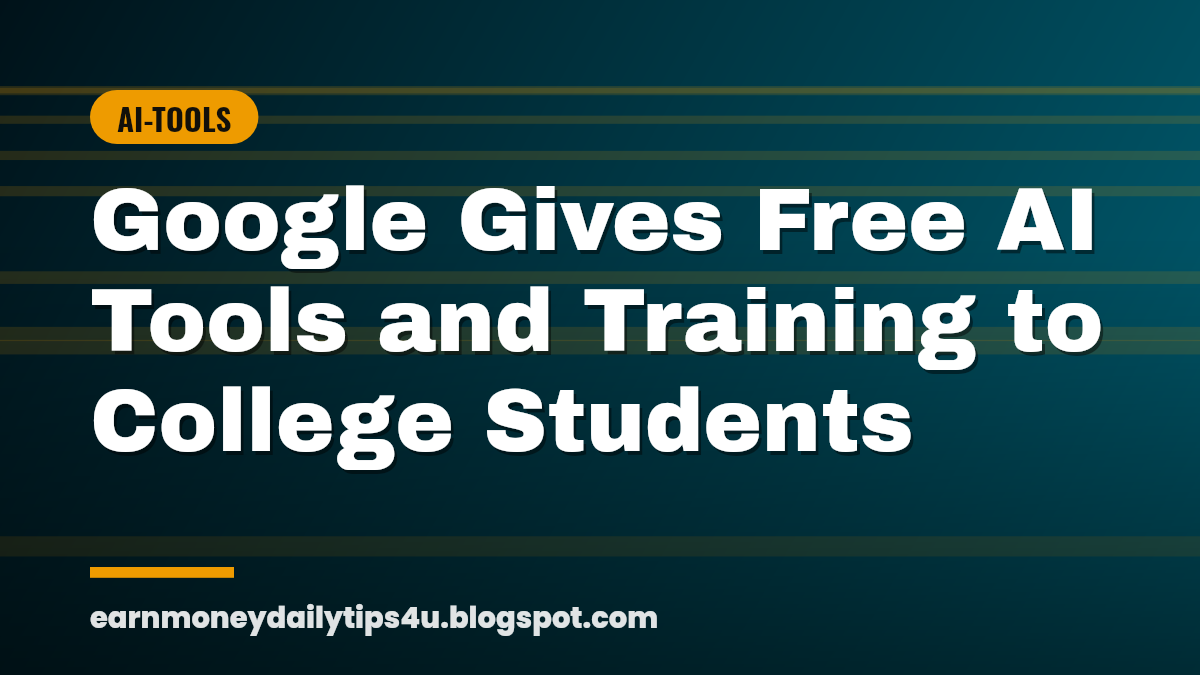 AI-TOOLS
Google Gives Free AI
Tools and Training to
College Students
earnmoneydailytips4u.blogspot.com